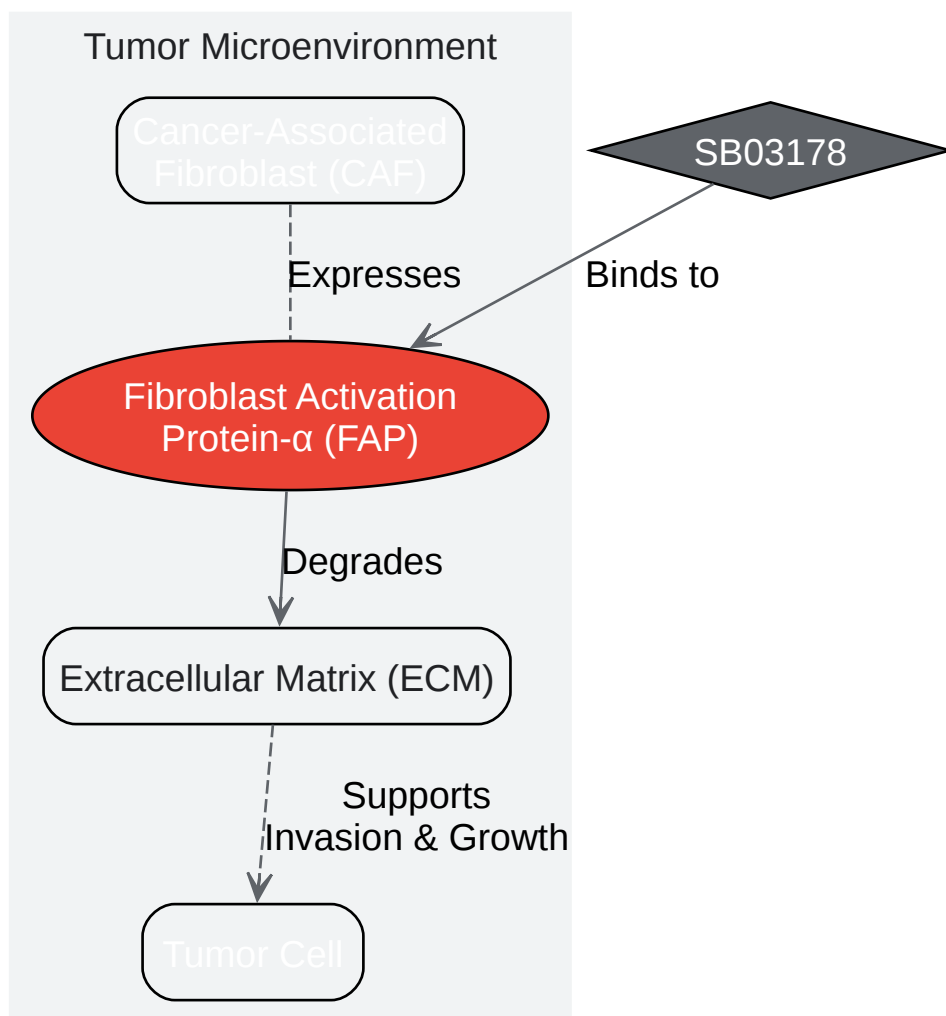 Tumor Microenvironment
Cancer-Associated
Fibroblast (CAF)
SB03178
Expresses
Binds to
Fibroblast Activation
Protein-α (FAP)
Degrades
Extracellular Matrix (ECM)
Supports
Invasion & Growth
Tumor Cell